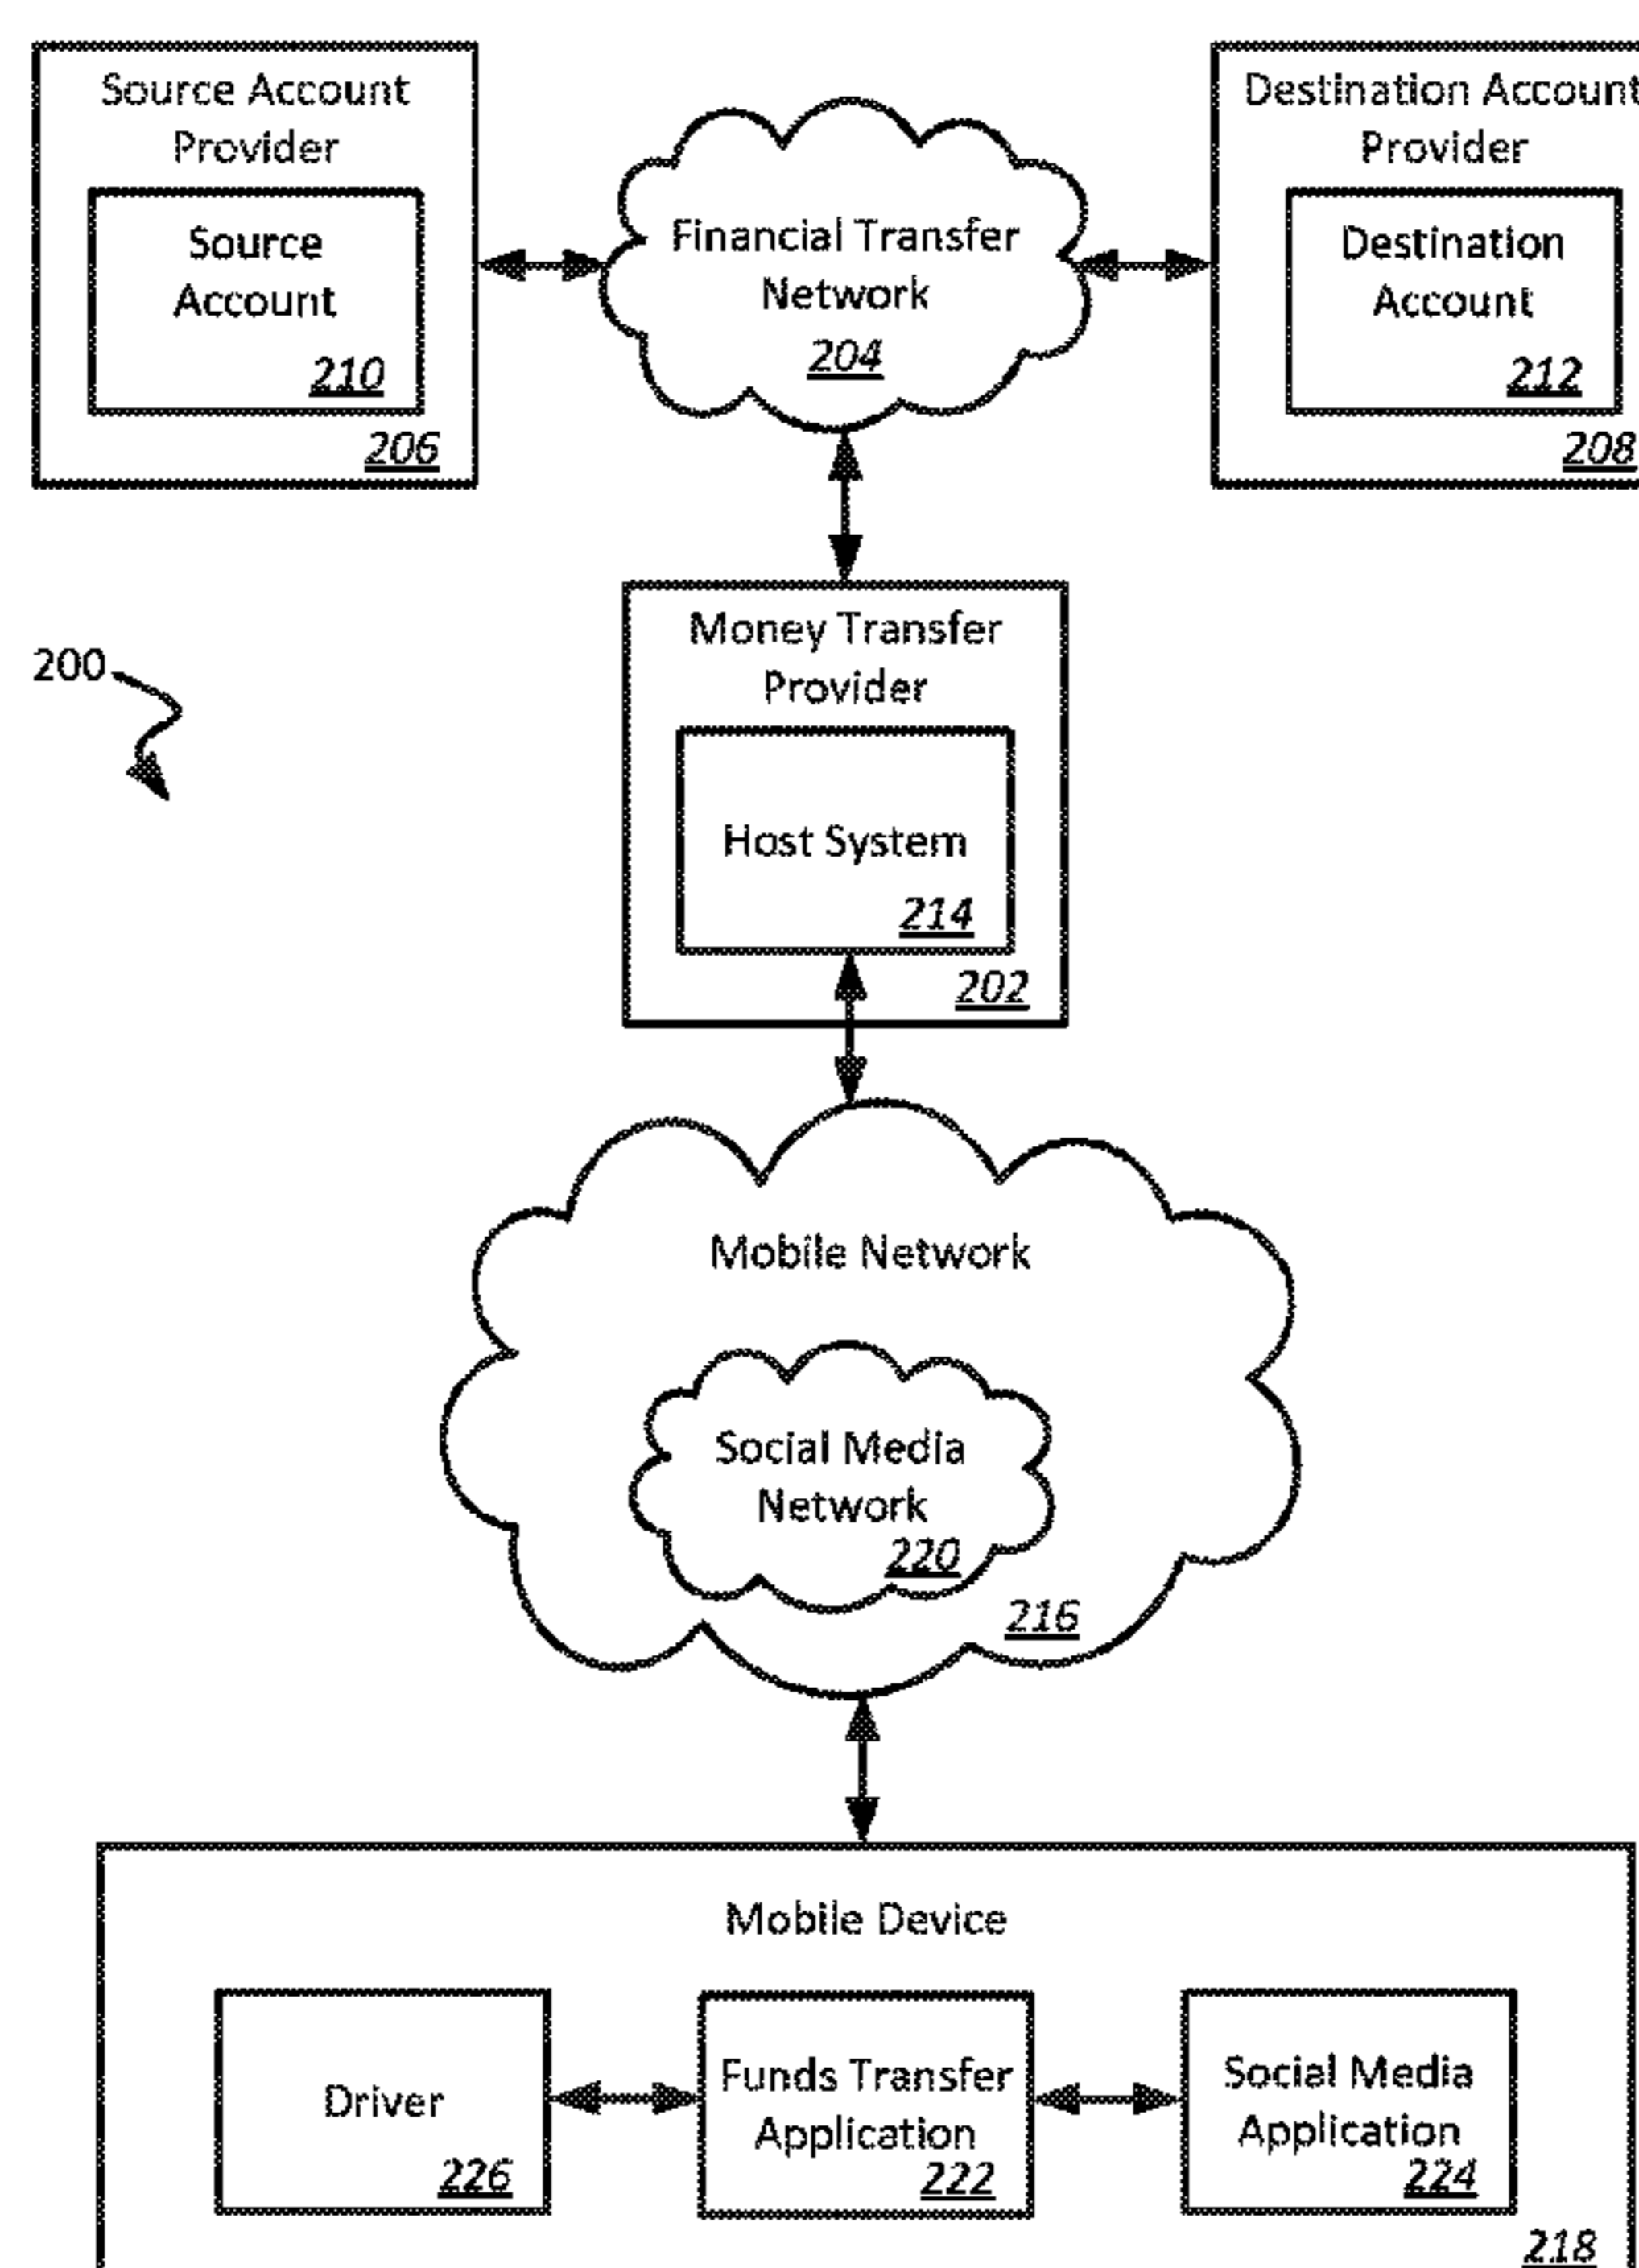 Source Account
Provider
Source
Account
210
206
Financial Transfer
Network
204
Destination Account
Provider
Destination
Account
212
208
200
Money Transfer
Provider
Host System
214
202
Mobile Network
Social Media
Network
220
216
Mobile Device
Driver
226
Funds Transfer
Application
222
Social Media
Application
224
218